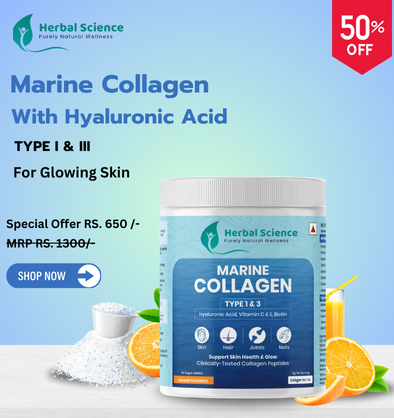 Herbal Science
Purely Natural Wellness
50%
OFF
Marine Collagen
With Hyaluronic Acid
TYPE I & III
For Glowing Skin
Special Offer RS. 650 /-
MRP RS. 1300/-
SHOP NOW
Herbal Science
Purely Natural Wellness
MARINE
COLLAGEN
TYPE 1 & 3
Hyaluronic Acid, Vitamin C & E, Biotin
Skin
Hair
Joints
Nails
Support Skin Health & Glow
Clinically-Tested Collagen Peptides